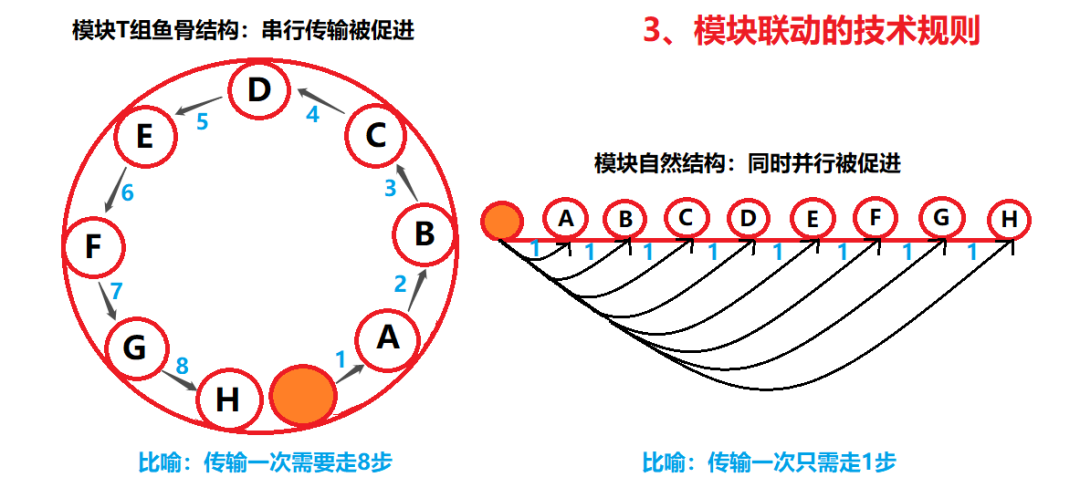 模块T组鱼骨结构：串行传输被促进
3、模块联动的技术规则
D
5
4
E
C
6
3
F
B
7
2
G
A
8
1
H
比喻：传输一次需要走8步
模块自然结构：同时并行被促进
A B C D E F G H
1 1 1 1 1 1 1 1
比喻：传输一次只需走1步